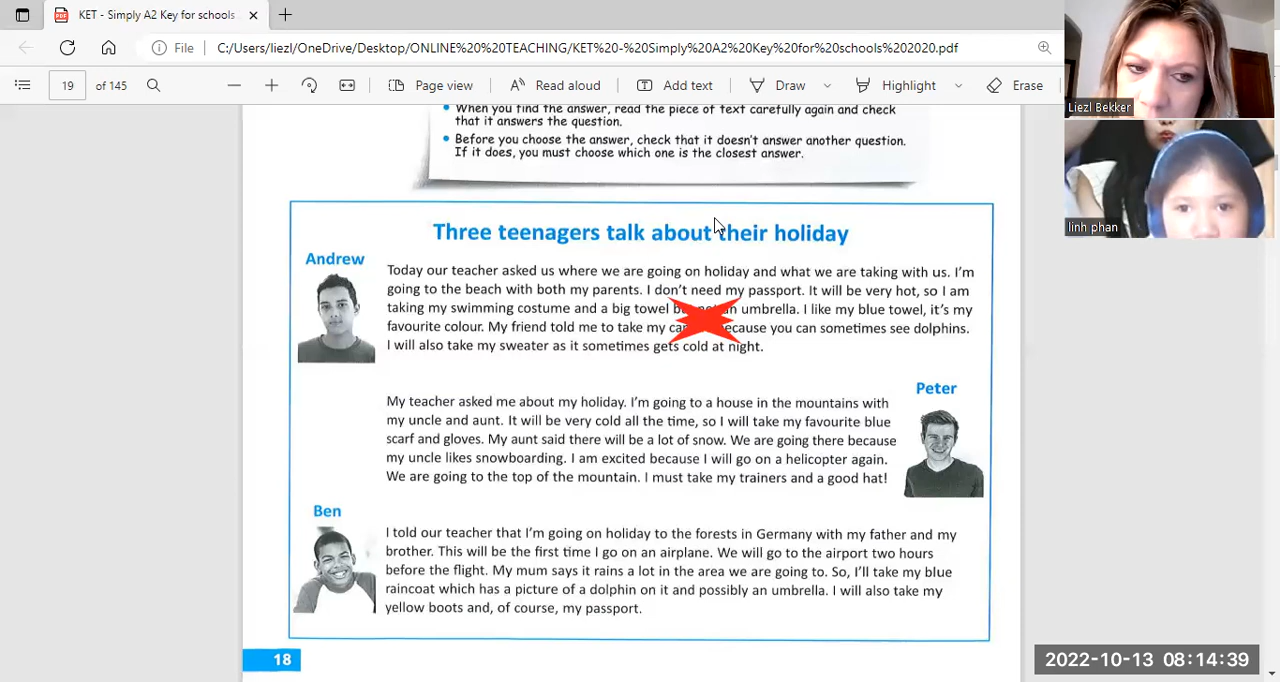 KET - Simply A2 Key for schools
File
C:/Users/liezl/OneDrive/Desktop/ONLINE%20%20TEACHING/KET%20-%20Simply%20A2%20Key%20for%20schools%202020.pdf
19 of 145
Page view
Read aloud
Add text
Draw
Highlight
Erase
Liezl Bekker
linh phan
When you find the answer, read the piece of text carefully again and check
that it answers the question.
Before you choose the answer, check that it doesn't answer another question.
If it does, you must choose which one is the closest answer.
Three teenagers talk about their holiday
Andrew
Today our teacher asked us where we are going on holiday and what we are taking with us. I'm
going to the beach with both my parents. I don't need my passport. It will be very hot, so I am
taking my swimming costume and a big towel umbrella. I like my blue towel, it's my
favourite colour. My friend told me to take my because you can sometimes see dolphins.
I will also take my sweater as it sometimes gets cold at night.
Peter
My teacher asked me about my holiday. I'm going to a house in the mountains with
my uncle and aunt. It will be very cold all the time, so I will take my favourite blue
scarf and gloves. My aunt said there will be a lot of snow. We are going there because
my uncle likes snowboarding. I am excited because I will go on a helicopter again.
We are going to the top of the mountain. I must take my trainers and a good hat!
Ben
I told our teacher that I'm going on holiday to the forests in Germany with my father and my
brother. This will be the first time I go on an airplane. We will go to the airport two hours
before the flight. My mum says it rains a lot in the area we are going to. So, I'll take my blue
raincoat which has a picture of a dolphin on it and possibly an umbrella. I will also take my
yellow boots and, of course, my passport.
18
2022-10-13 08:14:39